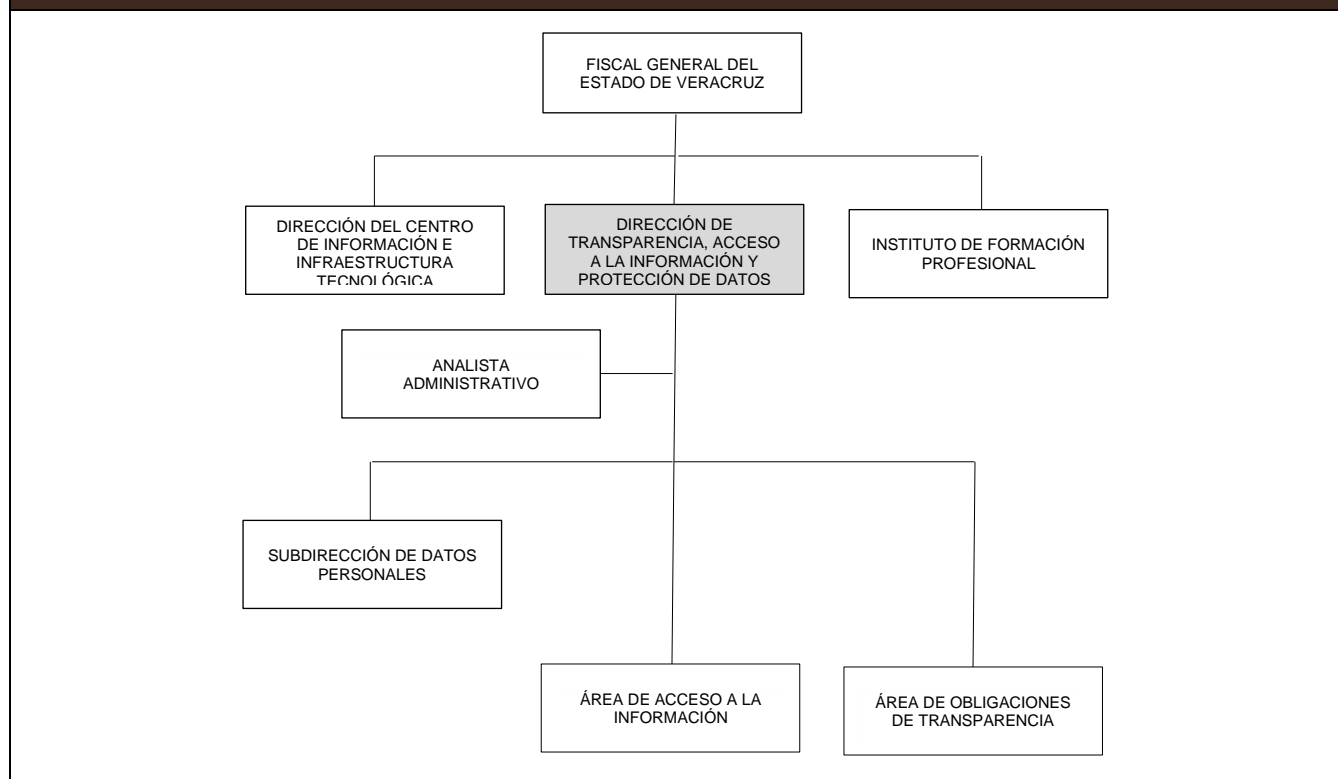 FISCAL GENERAL DEL
ESTADO DE VERACRUZ
DIRECCIÓN DEL CENTRO
DE INFORMACIÓN E
INFRAESTRUCTURA
TECNOLÓGICA
DIRECCIÓN DE
TRANSPARENCIA, ACCESO
A LA INFORMACIÓN Y
PROTECCIÓN DE DATOS
INSTITUTO DE FORMACIÓN
PROFESIONAL
ANALISTA
ADMINISTRATIVO
SUBDIRECCIÓN DE DATOS
PERSONALES
ÁREA DE ACCESO A LA
INFORMACIÓN
ÁREA DE OBLIGACIONES
DE TRANSPARENCIA